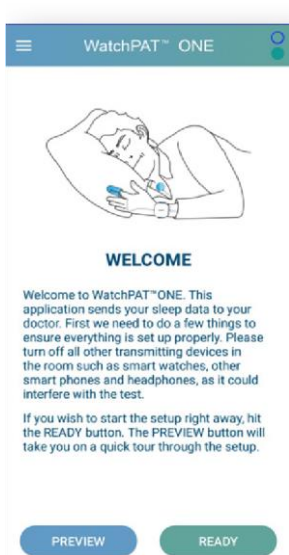 WatchPAT™ ONE
WELCOME
Welcome to WatchPAT™ONE. This
application sends your sleep data to your
doctor. First we need to do a few things to
ensure everything is set up properly. Please
turn off all other transmitting devices in
the room such as smart watches, other
smart phones and headphones, as it could
interfere with the test.
If you wish to start the setup right away, hit
the READY button. The PREVIEW button will
take you on a quick tour through the setup.
PREVIEW READY